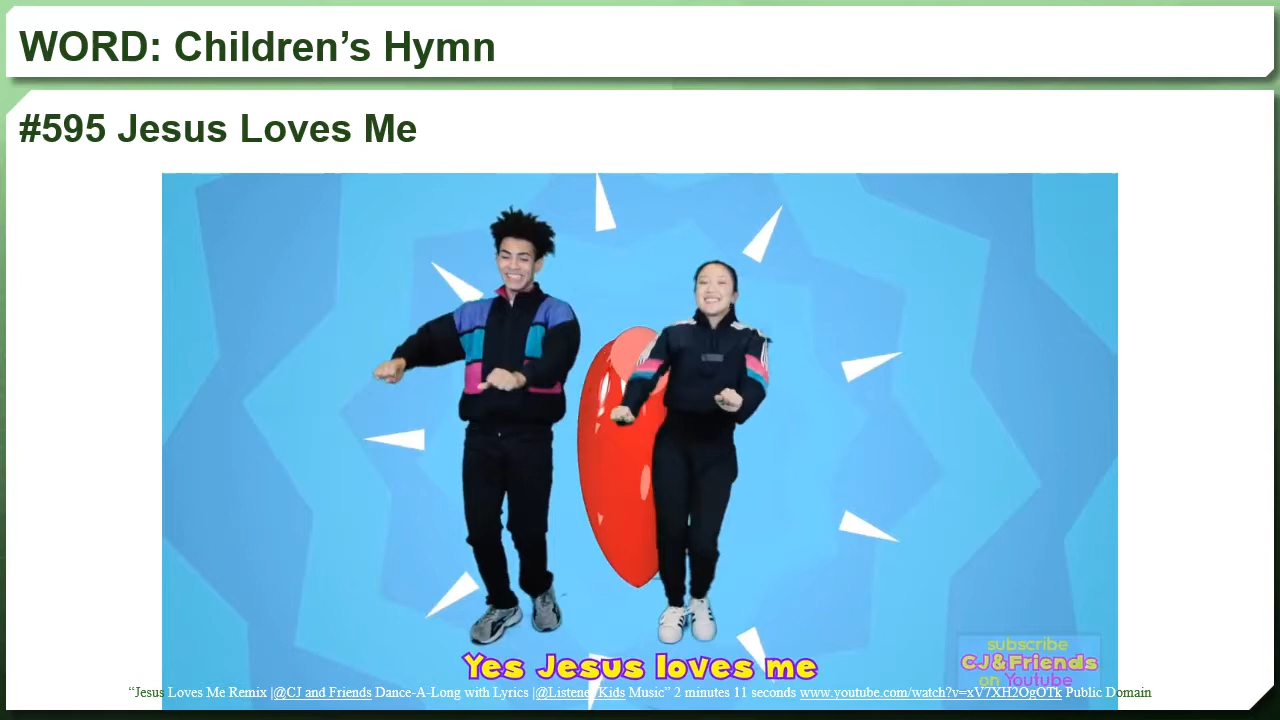 WORD: Children’s Hymn
#595 Jesus Loves Me
Yes Jesus loves me
subscribe
CJ&Friends
on Youtube
“Jesus Loves Me Remix |@CJ and Friends Dance-A-Long with Lyrics |@Listener Kids Music” 2 minutes 11 seconds www.youtube.com/watch?v=xV7XH2OgOTk Public Domain